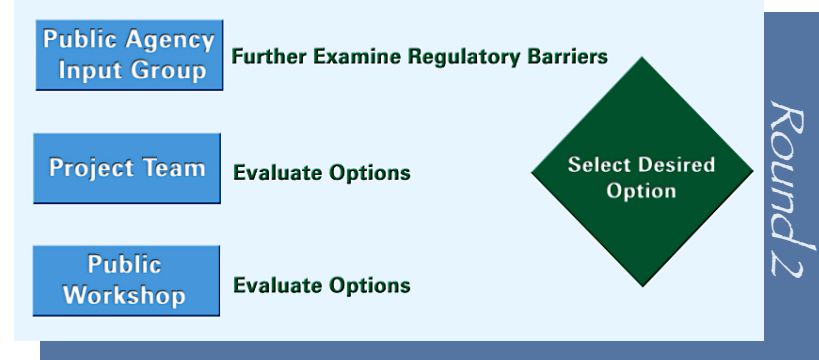 Public Agency
Input Group
Further Examine Regulatory Barriers
Project Team
Evaluate Options
Public
Workshop
Evaluate Options
Select Desired
Option
Round 2